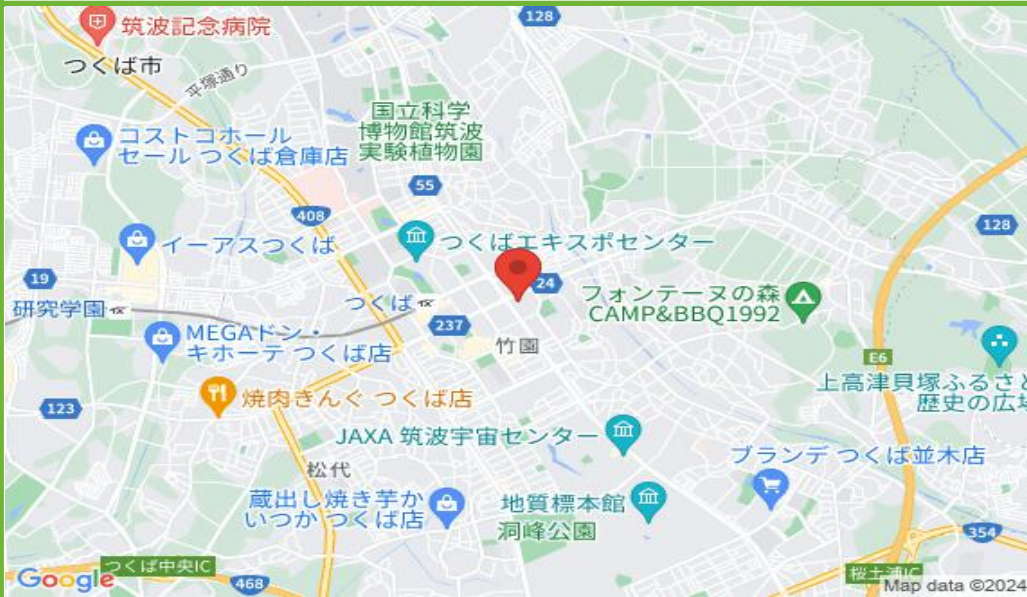 筑波記念病院
128
つくば市
平塚通り
国立科学
博物館筑波
実験植物園
コストコホール
セール つくば倉庫店
55
408
128
イーアスつくば
つくばエキスポセンター
19
24
研究学園
つくば
フォンテーヌの森
CAMP&BBQ1992
237
MEGAドン・
キホーテ つくば店
竹園
E6
上高津貝塚ふるさと
歴史の広場
123
焼肉きんぐ つくば店
JAXA 筑波宇宙センター
ブランデ つくば並木店
松代
蔵出し焼き芋か
いつか つくば店
地質標本館
洞峰公園
354
つくば中央IC
桜土浦IC
Google
468
Map data ©2024